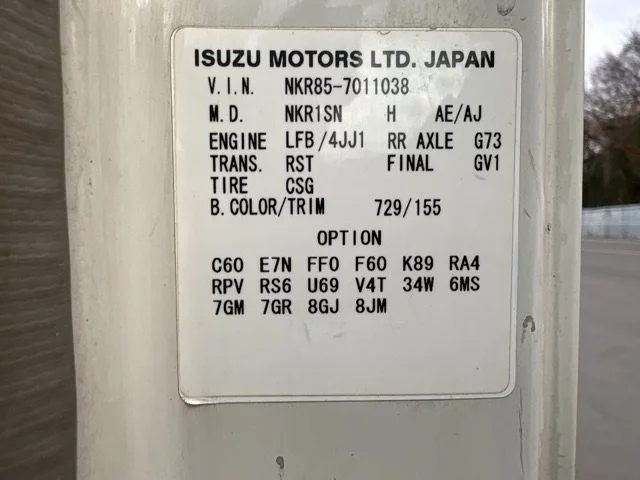 ISUZU MOTORS LTD. JAPAN
V.I.N. NKR85-7011038
M.D. NKR1SN H AE/AJ
ENGINE LFB/4JJ1 RR AXLE G73
TRANS. RST FINAL GV1
TIRE CSG
B.COLOR/TRIM 729/155
OPTION
C60 E7N FF0 F60 K89 RA4
RPV RS6 U69 V4T 34W 6MS
7GM 7GR 8GJ 8JM